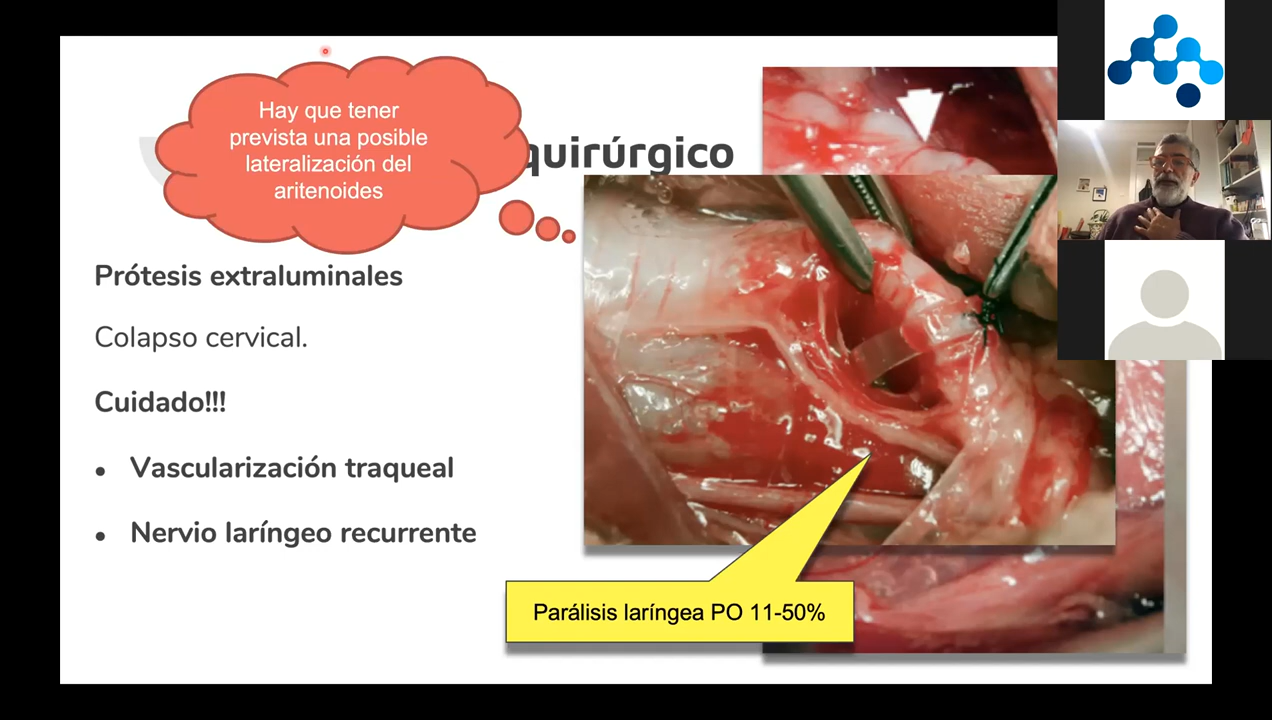 Hay que tener
prevista una posible
lateralización del
aritenoides
quirúrgico
Prótesis extraluminales
Colapso cervical.
Cuidado!!!
• Vascularización traqueal
• Nervio laríngeo recurrente
Parálisis laríngea PO 11-50%